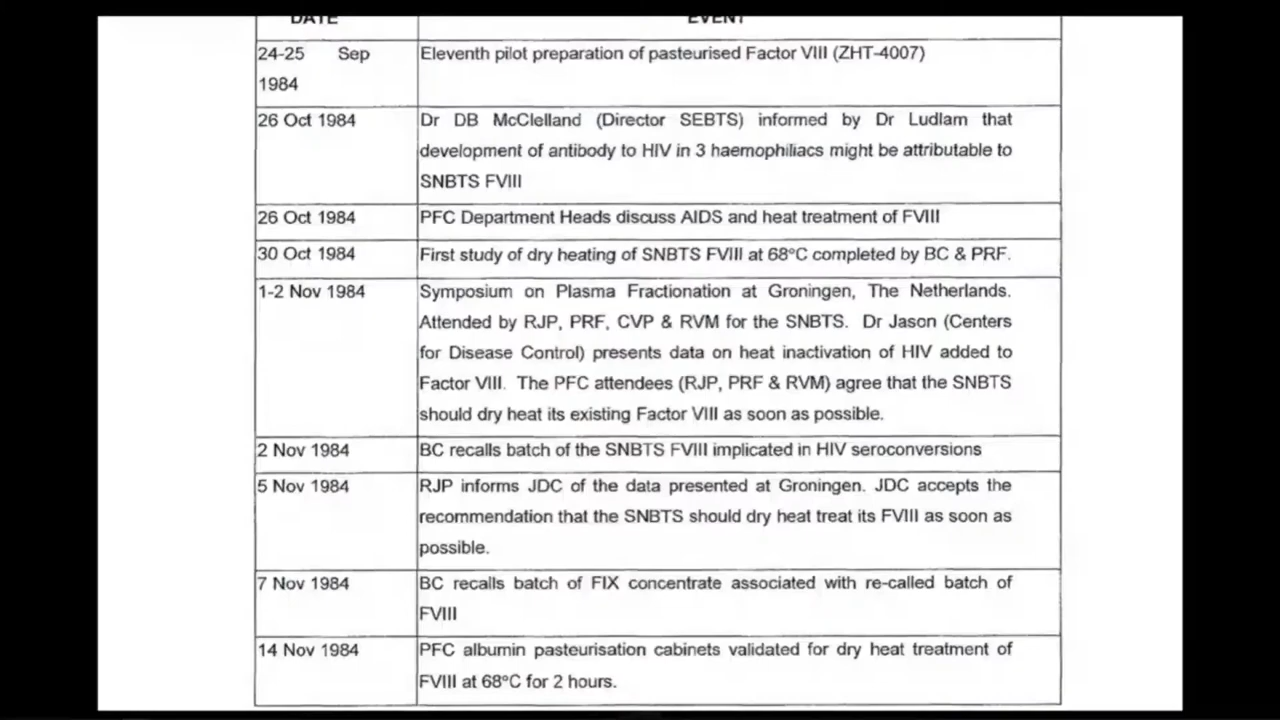 DATE EVENT
24-25 Sep Eleventh pilot preparation of pasteurised Factor VIII (ZHT-4007)
1984
26 Oct 1984 Dr DB McClelland (Director SEBTS) informed by Dr Ludlam that
development of antibody to HIV in 3 haemophiliacs might be attributable to
SNBTS FVIII
26 Oct 1984 PFC Department Heads discuss AIDS and heat treatment of FVIII
30 Oct 1984 First study of dry heating of SNBTS FVIII at 68°C completed by BC & PRF.
1-2 Nov 1984 Symposium on Plasma Fractionation at Groningen, The Netherlands.
Attended by RJP, PRF, CVP & RVM for the SNBTS. Dr Jason (Centers
for Disease Control) presents data on heat inactivation of HIV added to
Factor VIII. The PFC attendees (RJP, PRF & RVM) agree that the SNBTS
should dry heat its existing Factor VIII as soon as possible.
2 Nov 1984 BC recalls batch of the SNBTS FVIII implicated in HIV seroconversions
5 Nov 1984 RJP informs JDC of the data presented at Groningen. JDC accepts the
recommendation that the SNBTS should dry heat treat its FVIII as soon as
possible.
7 Nov 1984 BC recalls batch of FIX concentrate associated with re-called batch of
FVIII
14 Nov 1984 PFC albumin pasteurisation cabinets validated for dry heat treatment of
FVIII at 68°C for 2 hours.